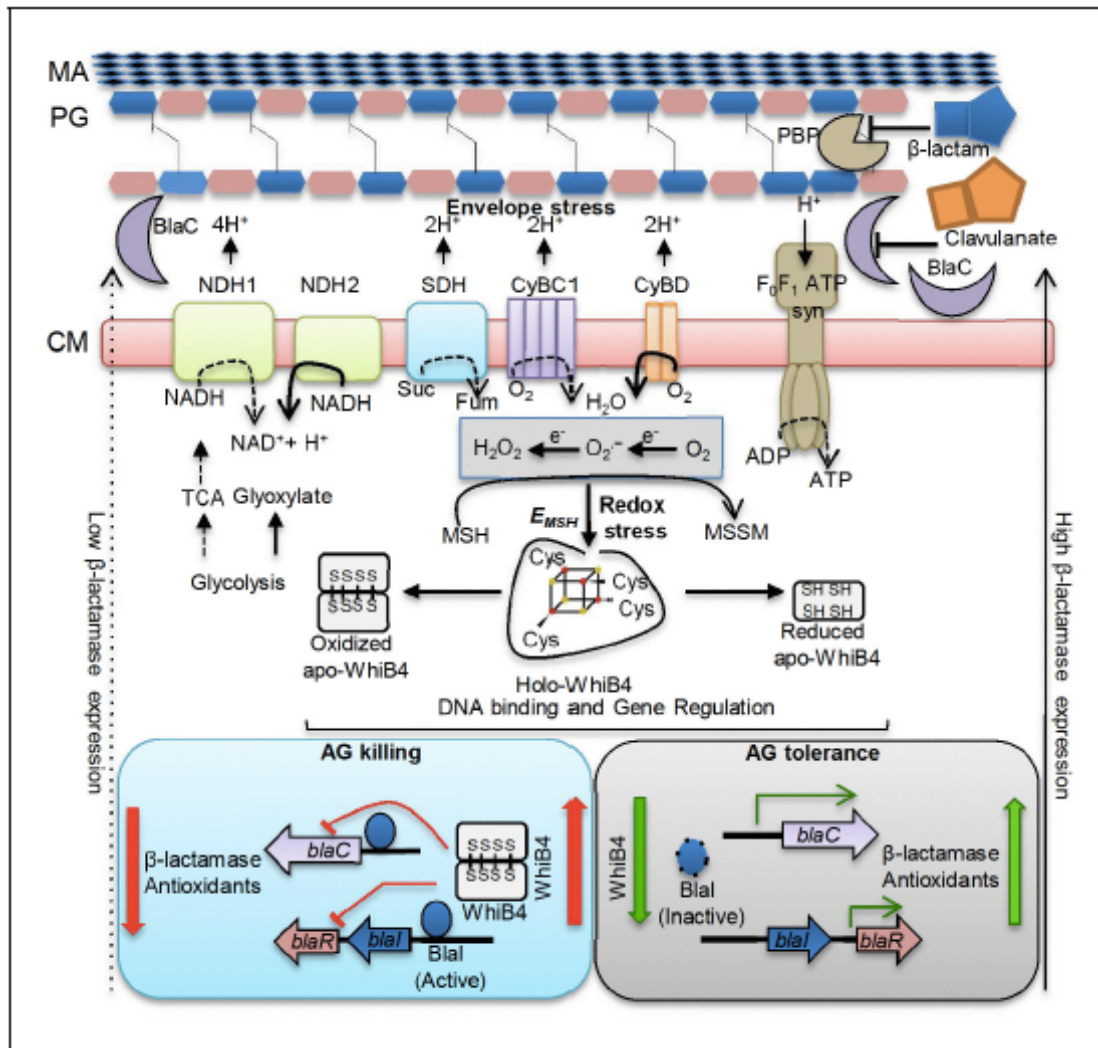 MA
PG
PBP
β-lactam
Envelope stress
BlaC
4H⁺
2H⁺
2H⁺
2H⁺
H⁺
Clavulanate
BlaC
NDH1
NDH2
SDH
CyBC1
CyBD
F₀F₁ ATP
syn
CM
NADH
NADH
Suc
Fum
O₂
H₂O
O₂
NAD⁺+ H⁺
H₂O₂
e⁻
O₂·⁻
e⁻
O₂
ADP
ATP
TCA
Glyoxylate
Glycolysis
MSH
E_MSH
Redox
stress
MSSM
Cys
Cys
Cys
Cys
SSSS
SSSS
Oxidized
apo-WhiB4
SH SH
SH SH
Reduced
apo-WhiB4
Holo-WhiB4
DNA binding and Gene Regulation
Low β-lactamase expression
High β-lactamase expression
AG killing
β-lactamase
Antioxidants
blaC
SSSS
SSSS
WhiB4
WhiB4
blaR
blaI
BlaI
(Active)
AG tolerance
WhiB4
BlaI
(Inactive)
blaC
β-lactamase
Antioxidants
blaI
blaR